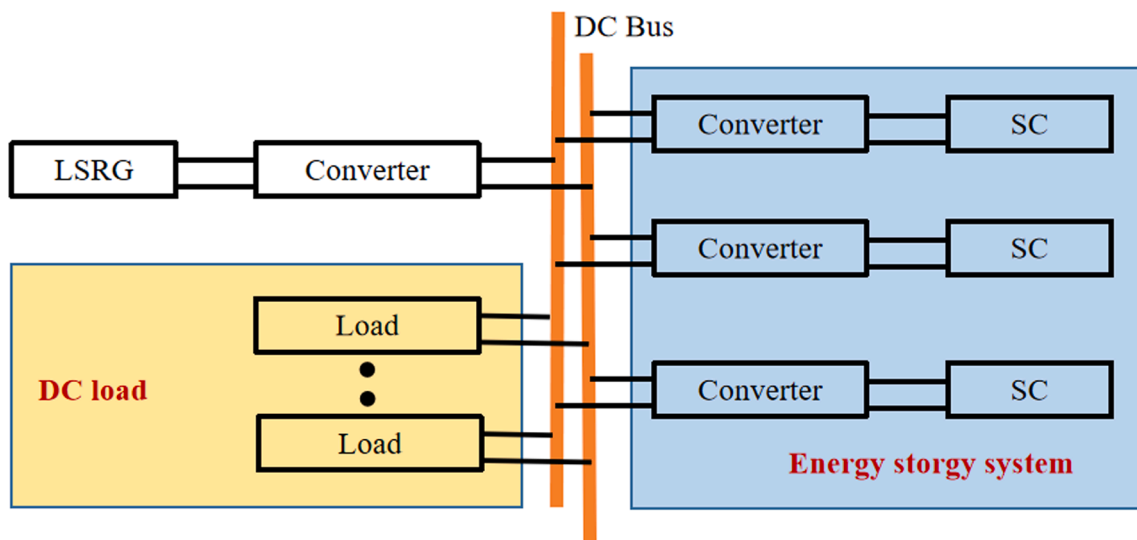 DC Bus
Converter
SC
LSRG
Converter
Converter
SC
Load
DC load
Load
Converter
SC
Energy storgy system